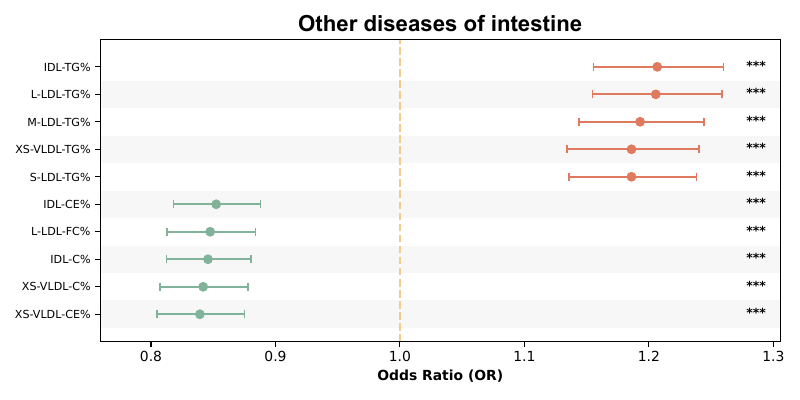 Other diseases of intestine
IDL-TG% ***
L-LDL-TG% ***
M-LDL-TG% ***
XS-VLDL-TG% ***
S-LDL-TG% ***
IDL-CE% ***
L-LDL-FC% ***
IDL-C% ***
XS-VLDL-C% ***
XS-VLDL-CE% ***
0.8 0.9 1.0 1.1 1.2 1.3
Odds Ratio (OR)